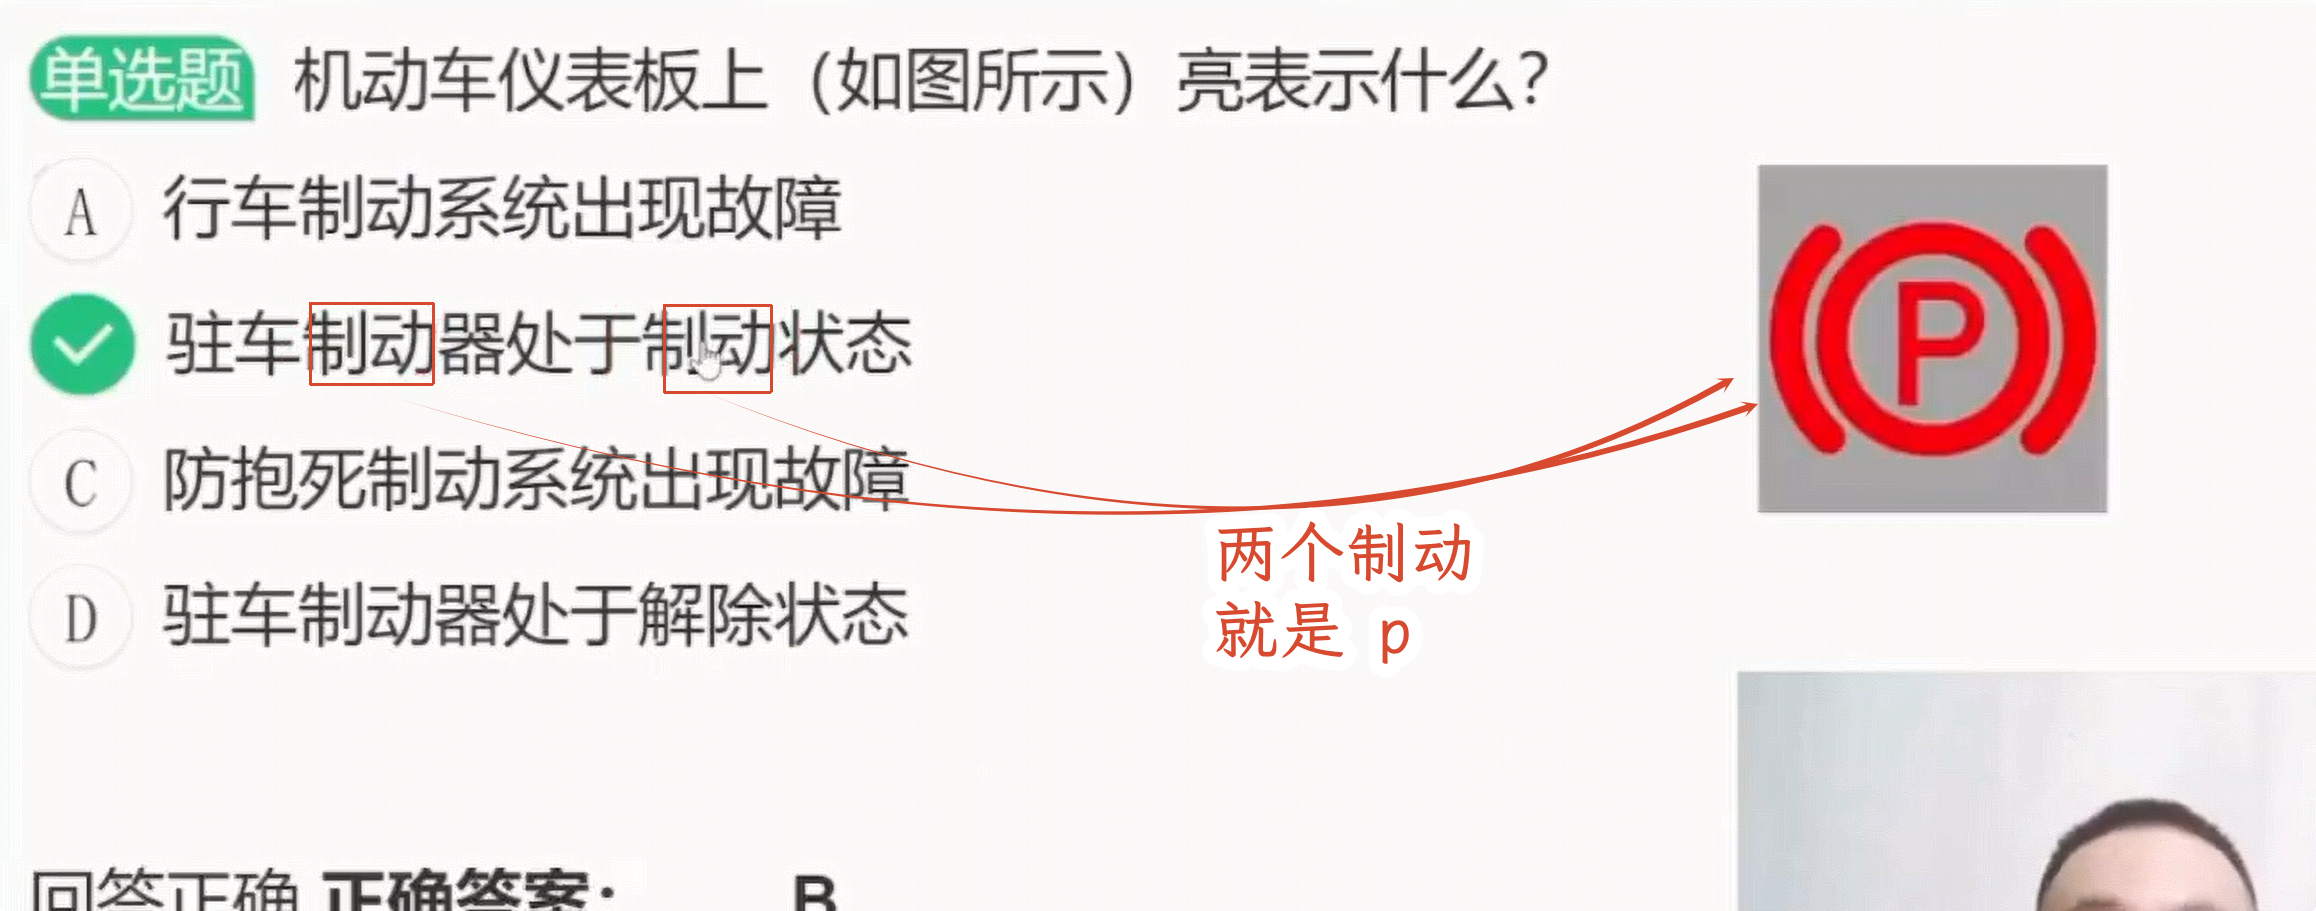 单选题 机动车仪表板上（如图所示）亮表示什么？
A 行车制动系统出现故障
驻车制动器处于制动状态
C 防抱死制动系统出现故障
D 驻车制动器处于解除状态
P
两个制动
就是 p
回答正确 正确答案： B